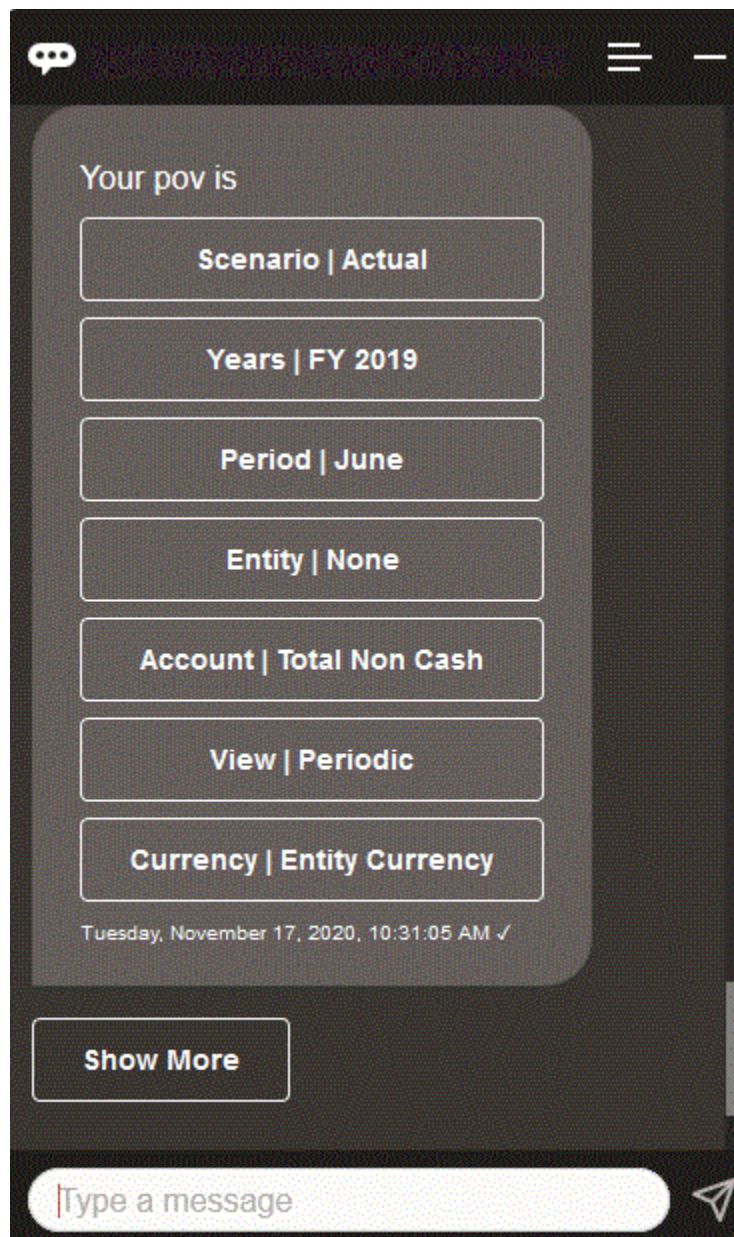 Your pov is
Scenario | Actual
Years | FY 2019
Period | June
Entity | None
Account | Total Non Cash
View | Periodic
Currency | Entity Currency
Tuesday, November 17, 2020, 10:31:05 AM ✓
Show More
Type a message